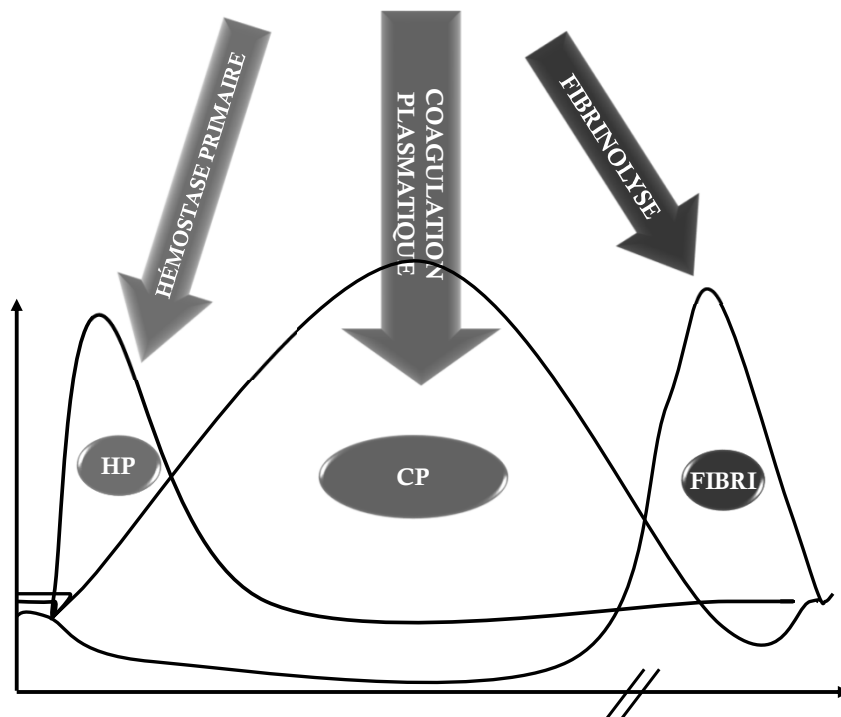 HÉMOSTASE PRIMAIRE
COAGULATION
PLASMATIQUE
FIBRINOLYSE
HP
CP
FIBRI